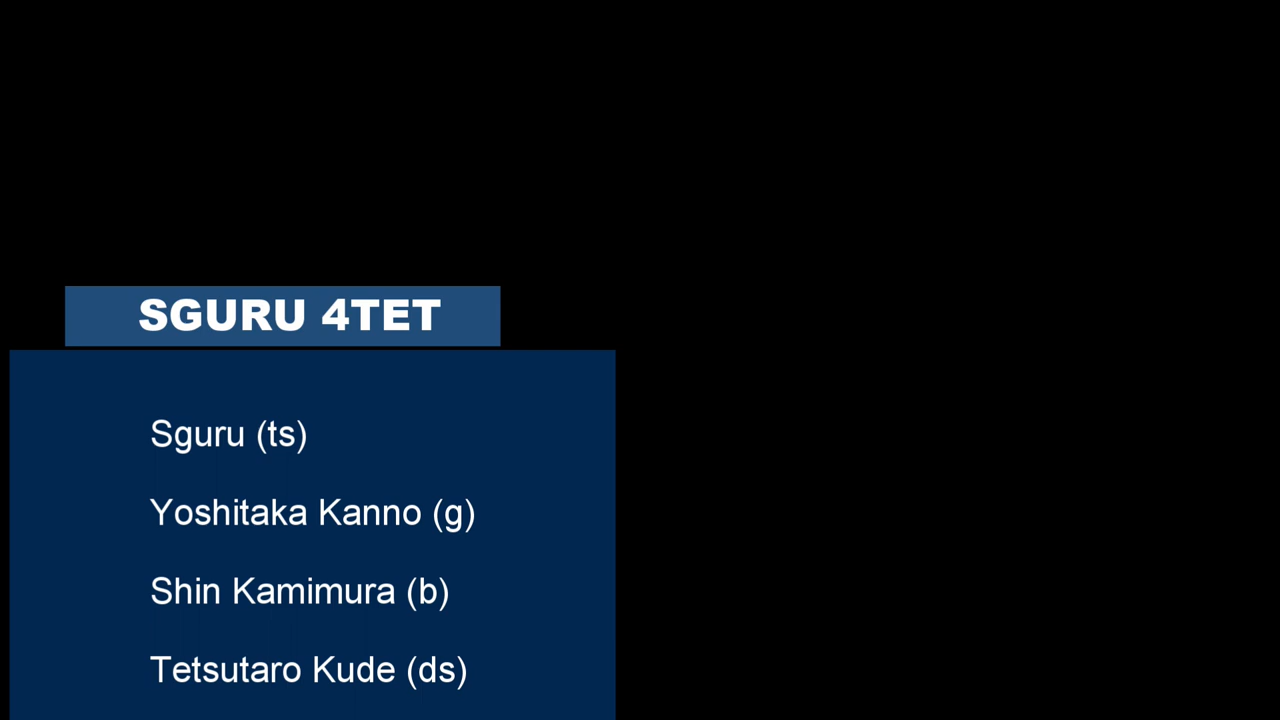 SGURU 4TET
Sguru (ts)
Yoshitaka Kanno (g)
Shin Kamimura (b)
Tetsutaro Kude (ds)